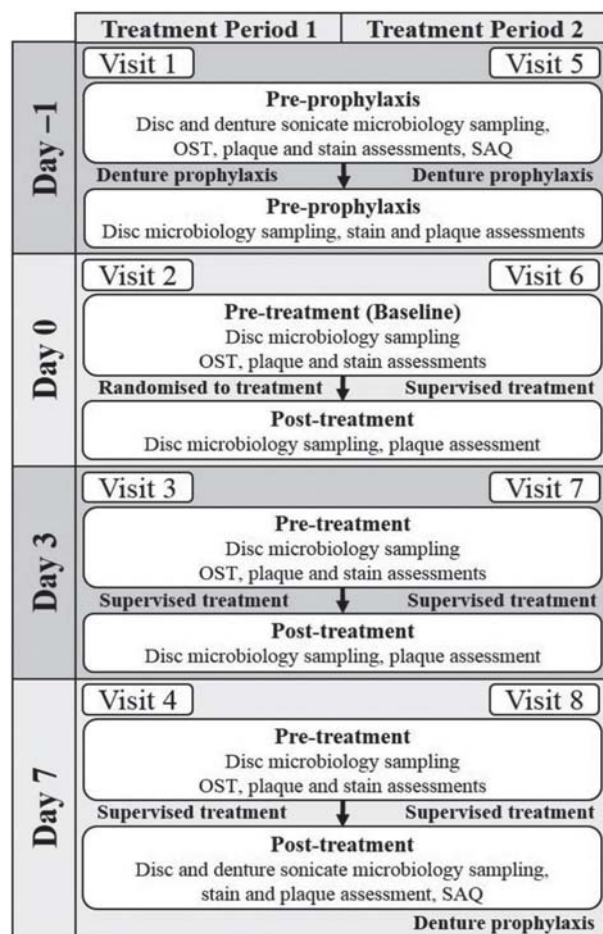 Treatment Period 1 Treatment Period 2
Day –1
Visit 1 Visit 5
Pre-prophylaxis
Disc and denture sonicate microbiology sampling,
OST, plaque and stain assessments, SAQ
Denture prophylaxis Denture prophylaxis
Pre-prophylaxis
Disc microbiology sampling, stain and plaque assessments
Day 0
Visit 2 Visit 6
Pre-treatment (Baseline)
Disc microbiology sampling
OST, plaque and stain assessments
Randomised to treatment Supervised treatment
Post-treatment
Disc microbiology sampling, plaque assessment
Day 3
Visit 3 Visit 7
Pre-treatment
Disc microbiology sampling
OST, plaque and stain assessments
Supervised treatment Supervised treatment
Post-treatment
Disc microbiology sampling, plaque assessment
Day 7
Visit 4 Visit 8
Pre-treatment
Disc microbiology sampling
OST, plaque and stain assessments
Supervised treatment Supervised treatment
Post-treatment
Disc and denture sonicate microbiology sampling,
stain and plaque assessment, SAQ
Denture prophylaxis